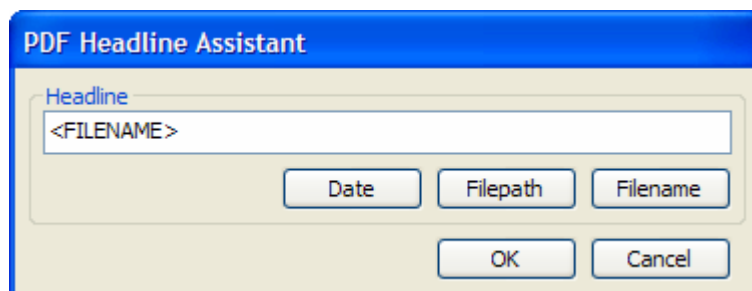 PDF Headline Assistant
Headline
<FILENAME>
Date Filepath Filename
OK Cancel